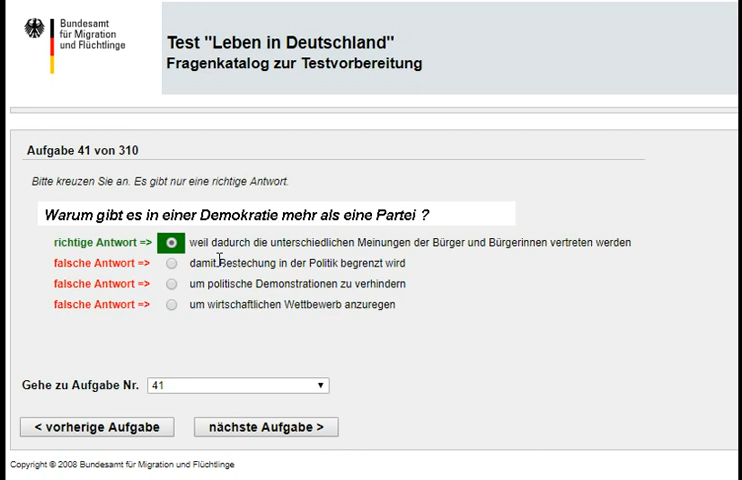 Bundesamt
für Migration
und Flüchtlinge
Test "Leben in Deutschland"
Fragenkatalog zur Testvorbereitung
Aufgabe 41 von 310
Bitte kreuzen Sie an. Es gibt nur eine richtige Antwort.
Warum gibt es in einer Demokratie mehr als eine Partei ?
richtige Antwort => weil dadurch die unterschiedlichen Meinungen der Bürger und Bürgerinnen vertreten werden
falsche Antwort => damit Bestechung in der Politik begrenzt wird
falsche Antwort => um politische Demonstrationen zu verhindern
falsche Antwort => um wirtschaftlichen Wettbewerb anzuregen
Gehe zu Aufgabe Nr. 41
< vorherige Aufgabe nächste Aufgabe >
Copyright © 2008 Bundesamt für Migration und Flüchtlinge